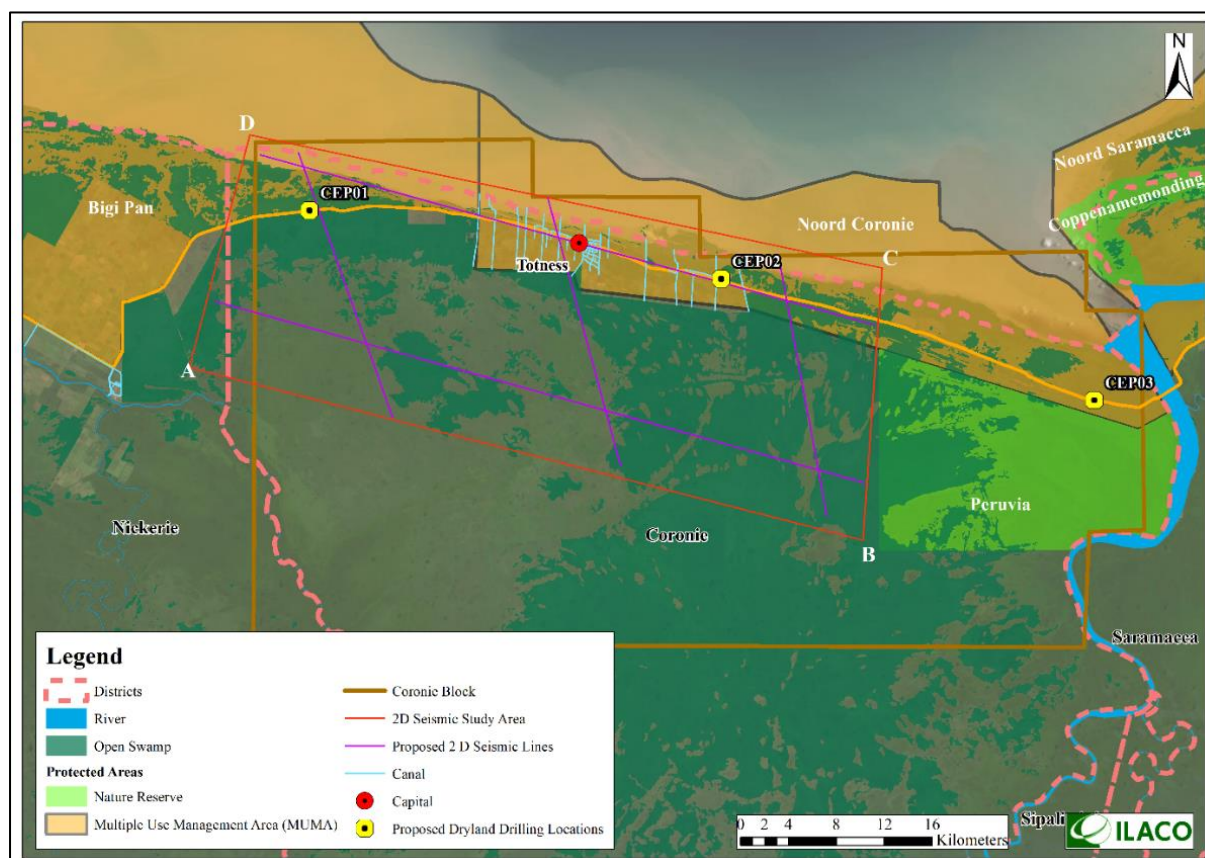 N
D
Noord Saramacca
CEP01
Bigi Pan
Coppenamemonding
Noord Coronie
Totness
CEP02
C
A
CEP03
Peruvia
Nickerie
Coronie
B
Legend
Districts
River
Open Swamp
Protected Areas
Nature Reserve
Multiple Use Management Area (MUMA)
Coronie Block
2D Seismic Study Area
Proposed 2 D Seismic Lines
Canal
Capital
Proposed Dryland Drilling Locations
Saramacca
0 2 4 8 12 16
Kilometers
ILACO